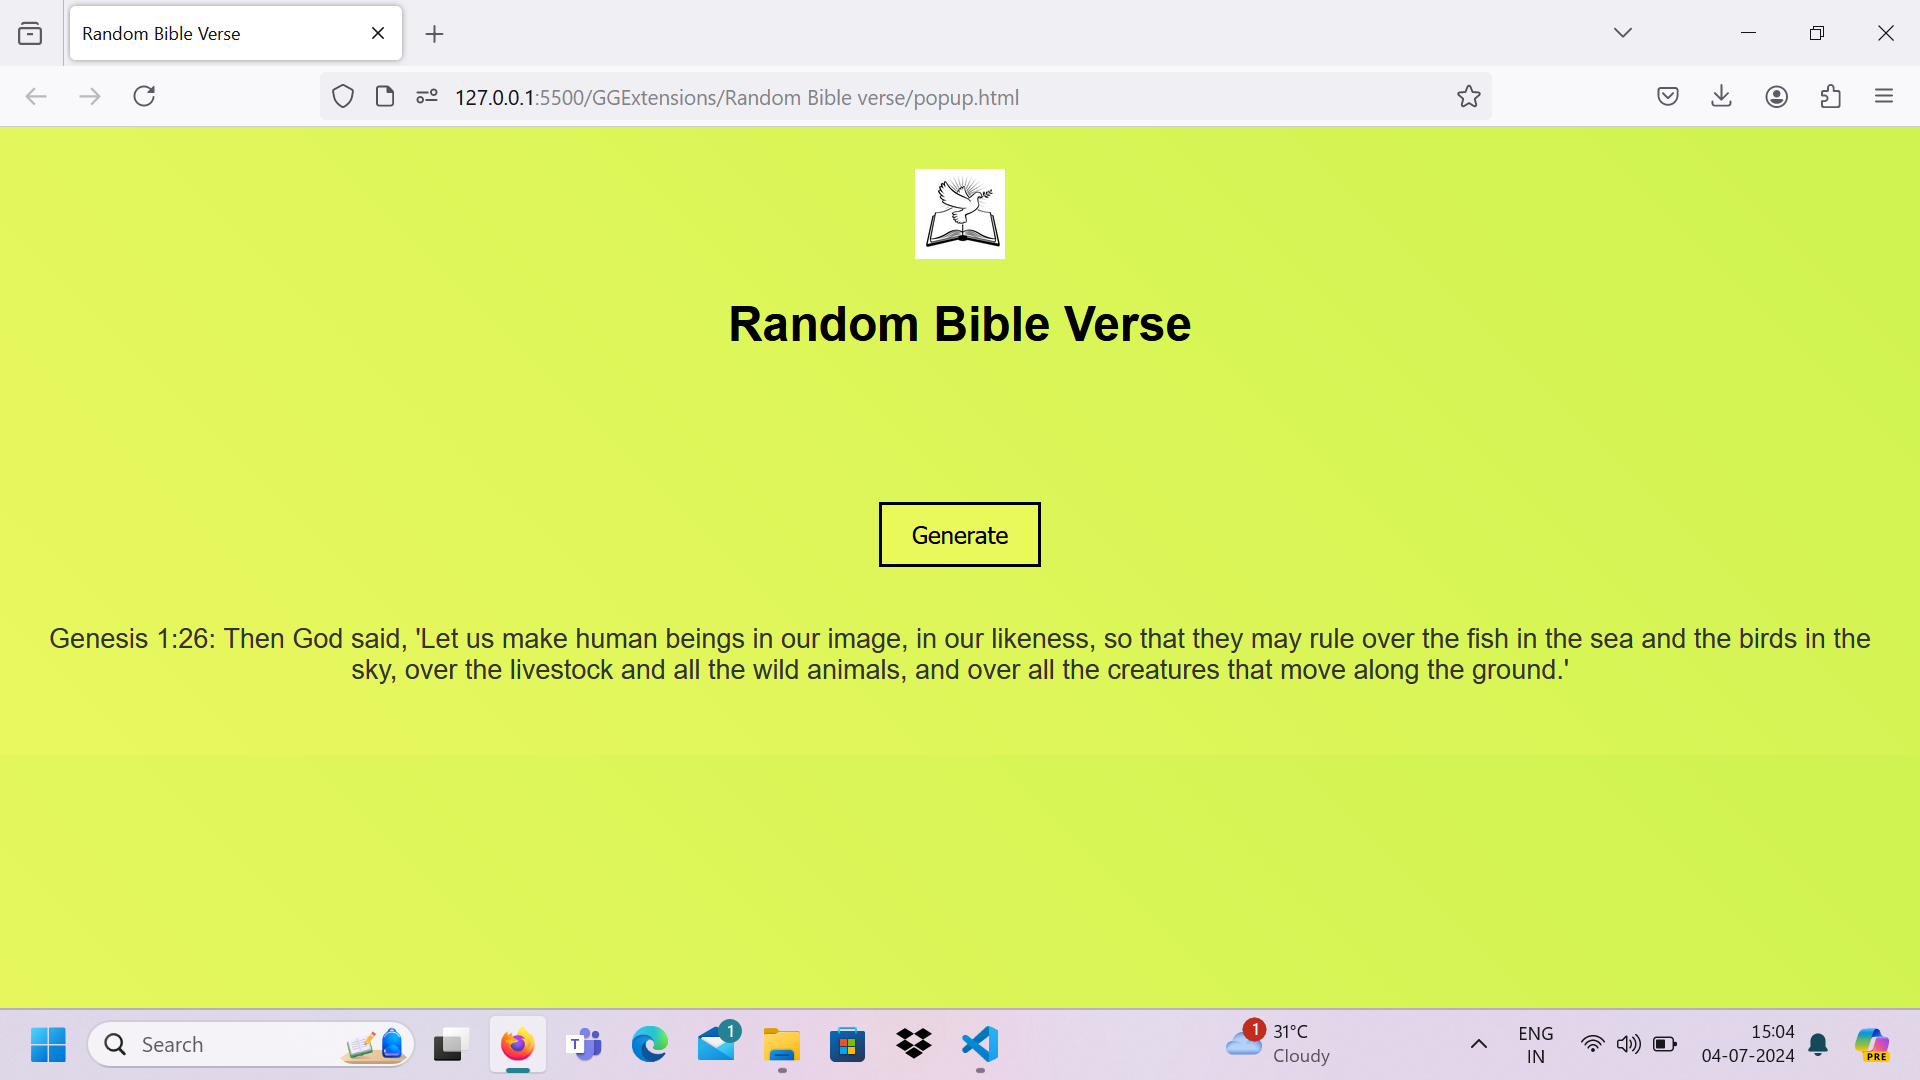 Random Bible Verse
127.0.0.1:5500/GGExtensions/Random Bible verse/popup.html
Random Bible Verse
Generate
Genesis 1:26: Then God said, 'Let us make human beings in our image, in our likeness, so that they may rule over the fish in the sea and the birds in the
sky, over the livestock and all the wild animals, and over all the creatures that move along the ground.'
Search
T
1
1
31°C
Cloudy
ENG
IN
15:04
04-07-2024
PRE